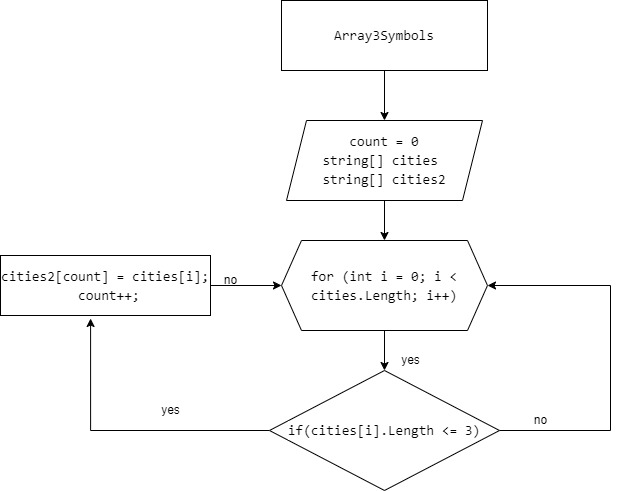 Array3Symbols
count = 0
string[] cities
string[] cities2
cities2[count] = cities[i];
count++;
no
for (int i = 0; i <
cities.Length; i++)
yes
yes
if(cities[i].Length <= 3)
no